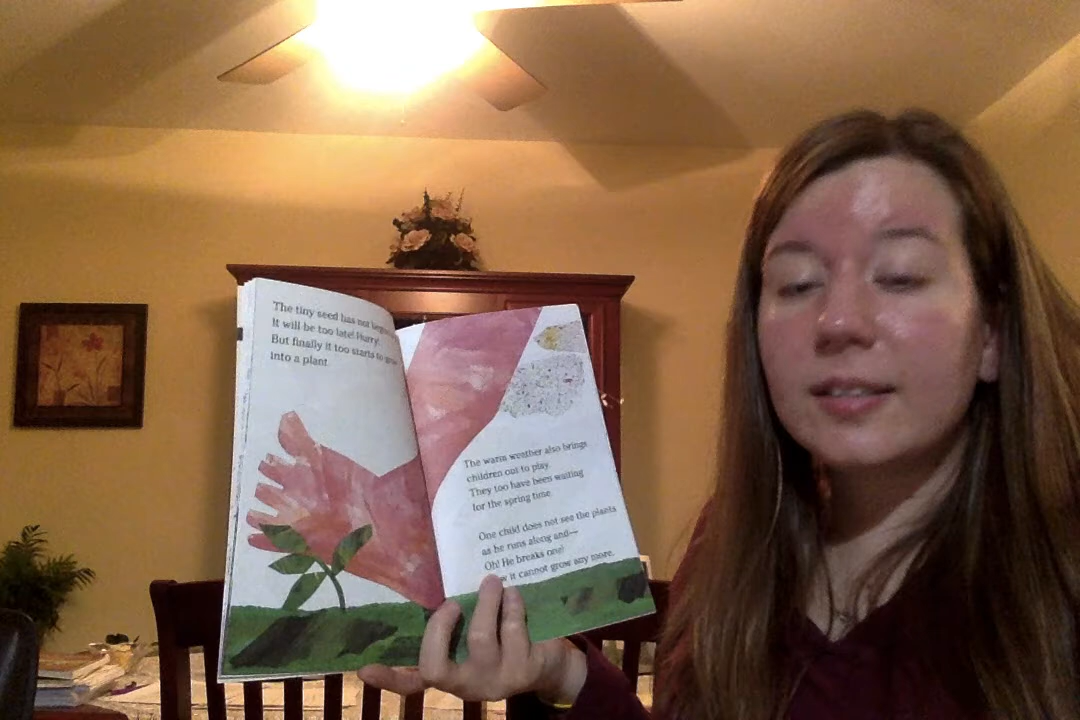 The tiny seed has not begun
It will be too late! Hurry!
But finally it too starts to grow
into a plant.
The warm weather also brings
children out to play.
They too have been waiting
for the spring time.
One child does not see the plants
as he runs along and—
Oh! He breaks one!
it cannot grow any more.